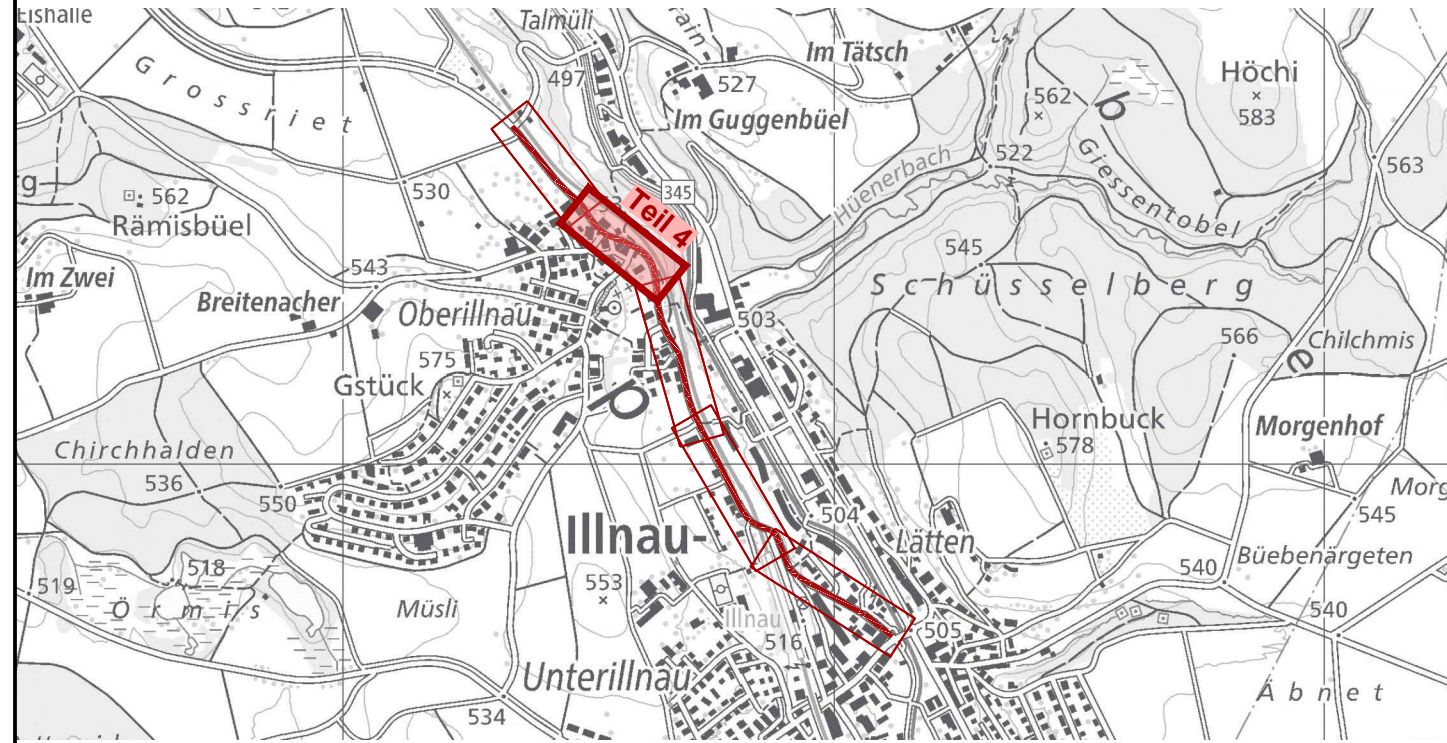 Eishalle
Talmüli
rain
Im Tätsch
Höchi
583
Grossriet
497
527
562
b
Im Guggenbüel
Hüenerbach
522
Giessentobel
563
g
562
Rämisbüel
530
345
Teil 4
545
Schüsselberg
Im Zwei
543
Breitenacher
Oberillnau
503
566
Chilchmis
e
575
Gstück
p
Hornbuck
578
Morgenhof
Chirchhalden
536
550
Morg
545
504
Illnau-
Lätten
Büebenärgeten
519
518
Örmis
Müsli
553
540
Illnau
516
505
540
Unterillnau
534
Äbnet